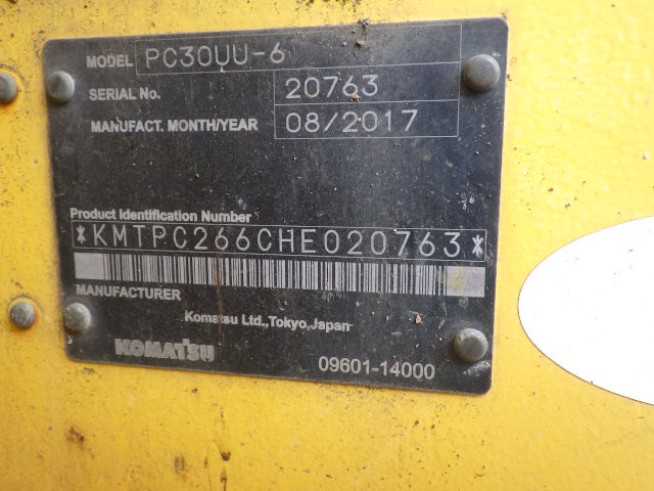 MODEL PC30UU-6
SERIAL No. 20763
MANUFACT. MONTH/YEAR 08/2017
Product Identification Number
*KMTPC266CHE020763*
MANUFACTURER
Komatsu Ltd.,Tokyo,Japan
KOMATSU
09601-14000